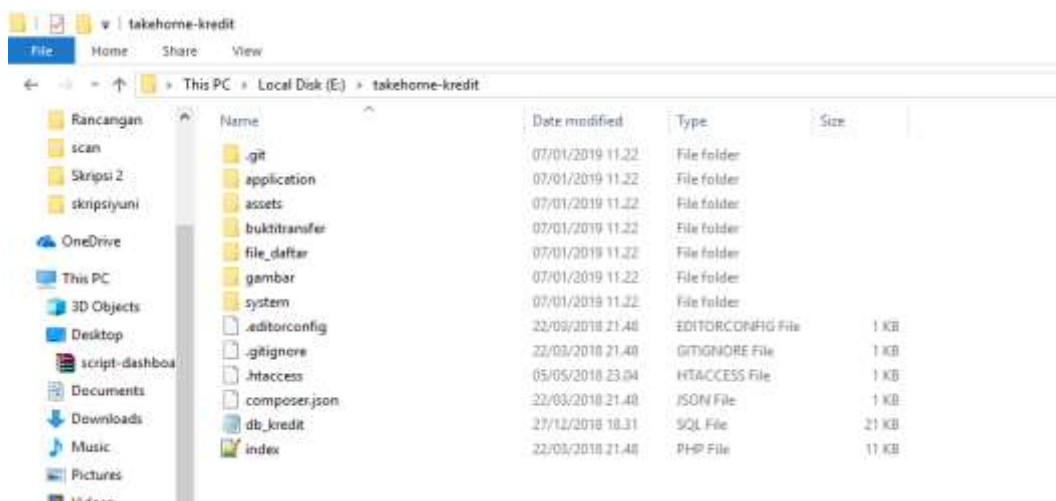 takehome-kredit
File Home Share View
This PC › Local Disk (E:) › takehome-kredit
Rancangan
scan
Skripsi 2
skripsiyuni
OneDrive
This PC
3D Objects
Desktop
script-dashboa
Documents
Downloads
Music
Pictures
Name Date modified Type Size
.git 07/01/2019 11.22 File folder
application 07/01/2019 11.22 File folder
assets 07/01/2019 11.22 File folder
buktitransfer 07/01/2019 11.22 File folder
file_daftar 07/01/2019 11.22 File folder
gambar 07/01/2019 11.22 File folder
system 07/01/2019 11.22 File folder
.editorconfig 22/03/2018 21.48 EDITORCONFIG File 1 KB
.gitignore 22/03/2018 21.48 GITIGNORE File 1 KB
.htaccess 05/05/2018 23.04 HTACCESS File 1 KB
composer.json 22/03/2018 21.48 JSON File 1 KB
db_kredit 27/12/2018 18.31 SQL File 21 KB
index 22/03/2018 21.48 PHP File 11 KB